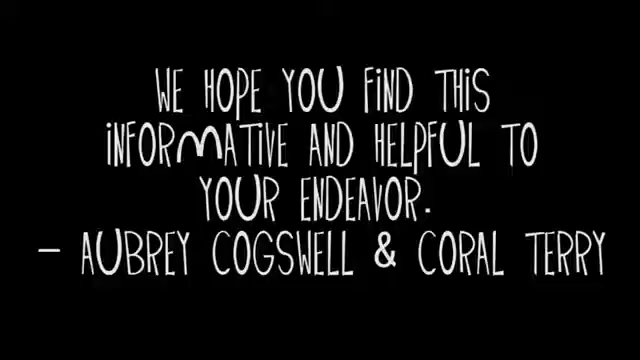 WE HOPE YOU FIND THIS
INFORMATIVE AND HELPFUL TO
YOUR ENDEAVOR.
- AUBREY COGSWELL & CORAL TERRY